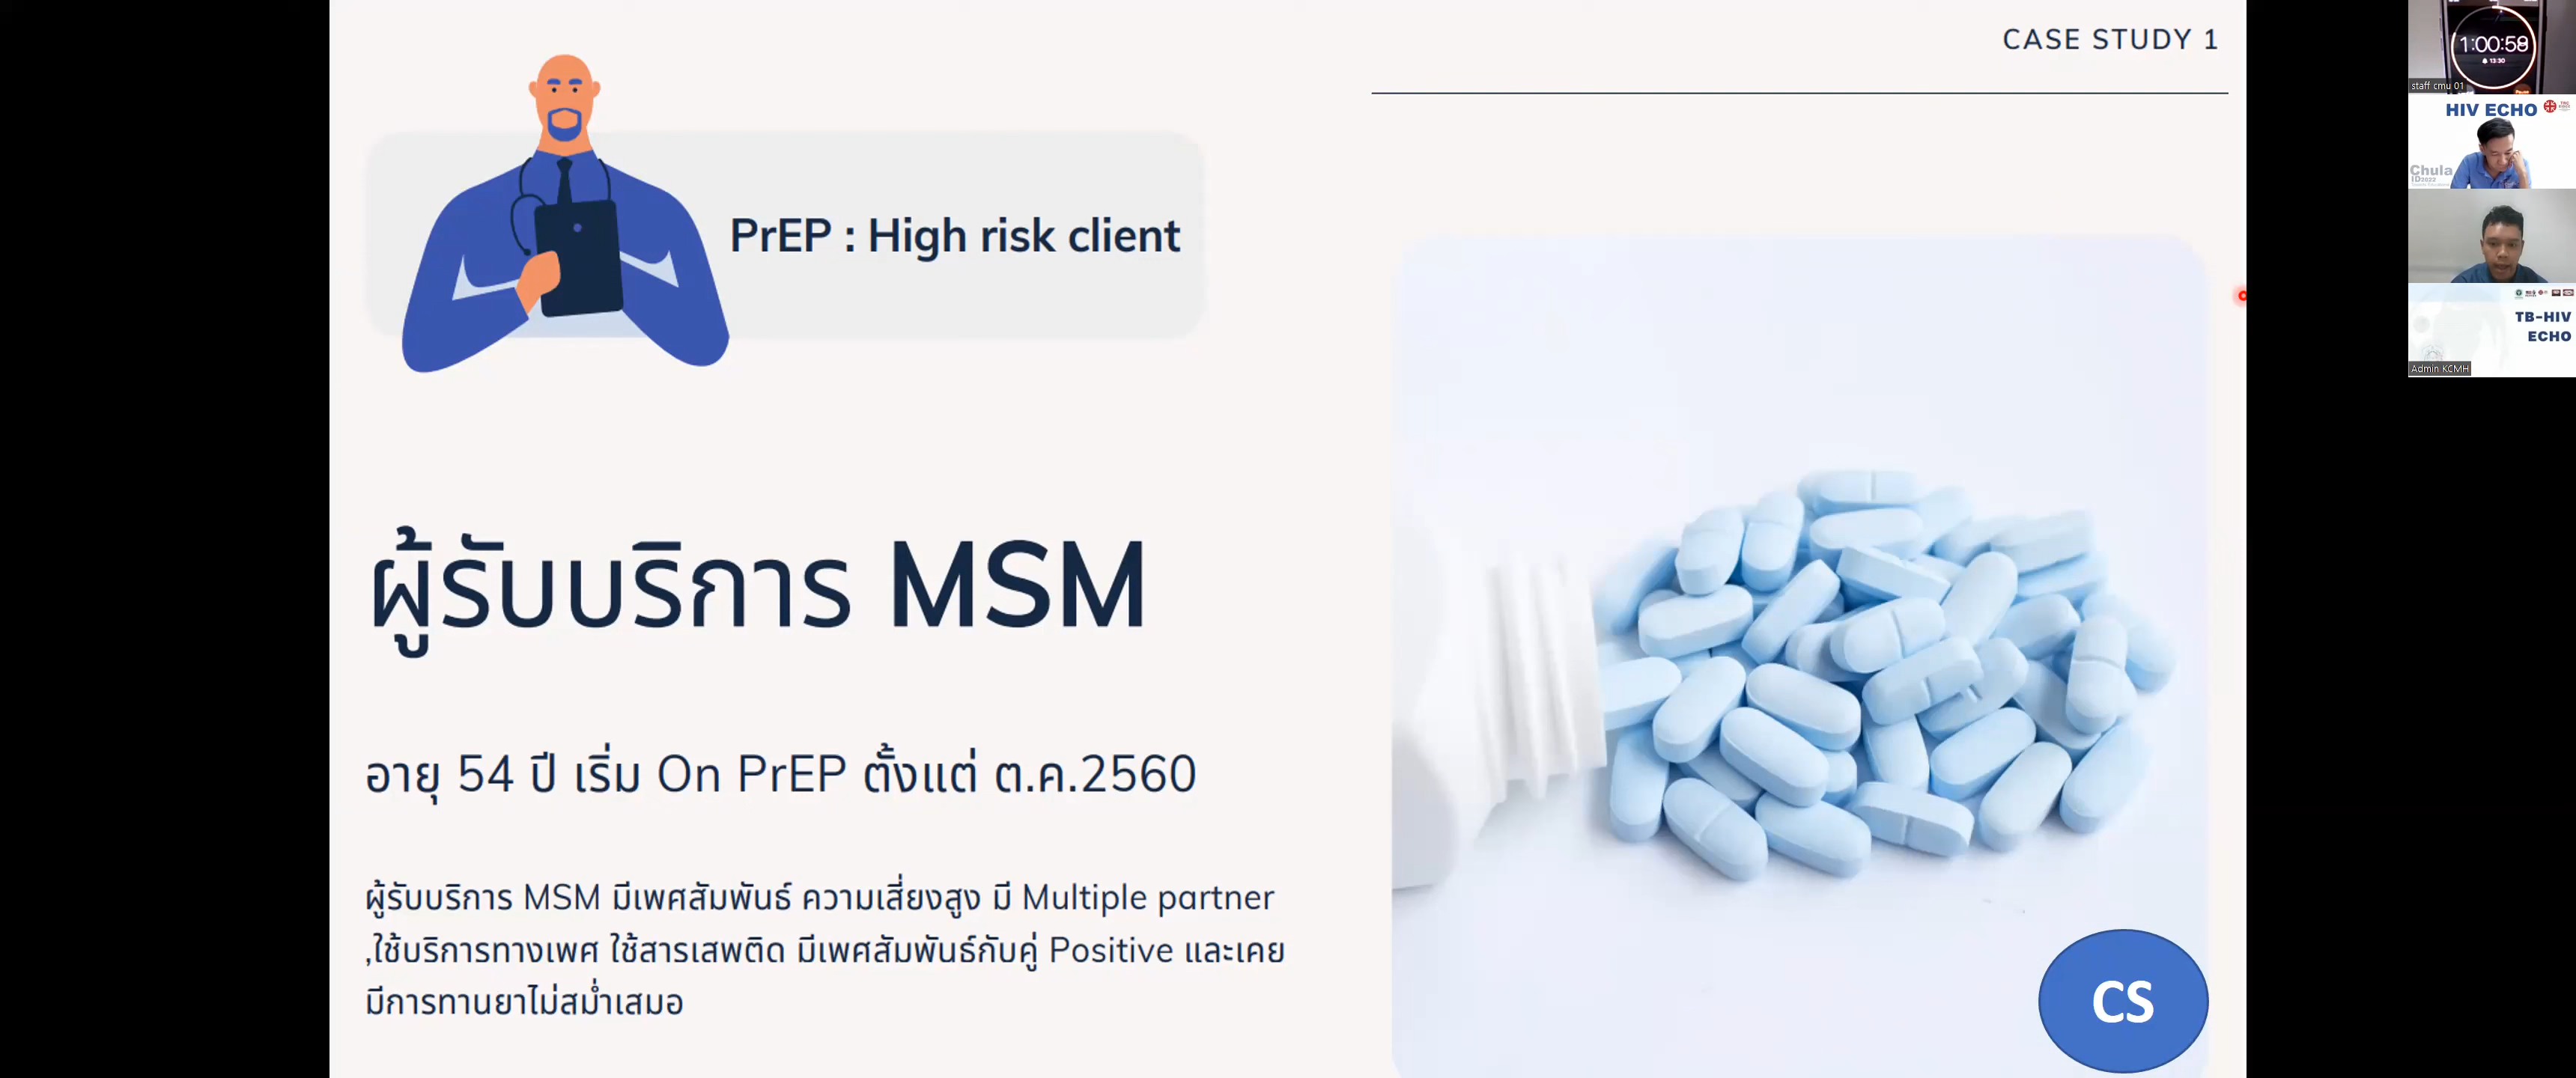 CASE STUDY 1
PrEP : High risk client
ผู้รับบริการ MSM
อายุ 54 ปี เริ่ม On PrEP ตั้งแต่ ต.ค.2560
ผู้รับบริการ MSM มีเพศสัมพันธ์ ความเสี่ยงสูง มี Multiple partner
,ใช้บริการทางเพศ ใช้สารเสพติด มีเพศสัมพันธ์กับคู่ Positive และเคย
มีการทานยาไม่สม่ำเสมอ
CS
1:00:58
13:30
staff cmu 01
HIV ECHO
Chula
ID2022
TB-HIV
ECHO
Admin KCMH